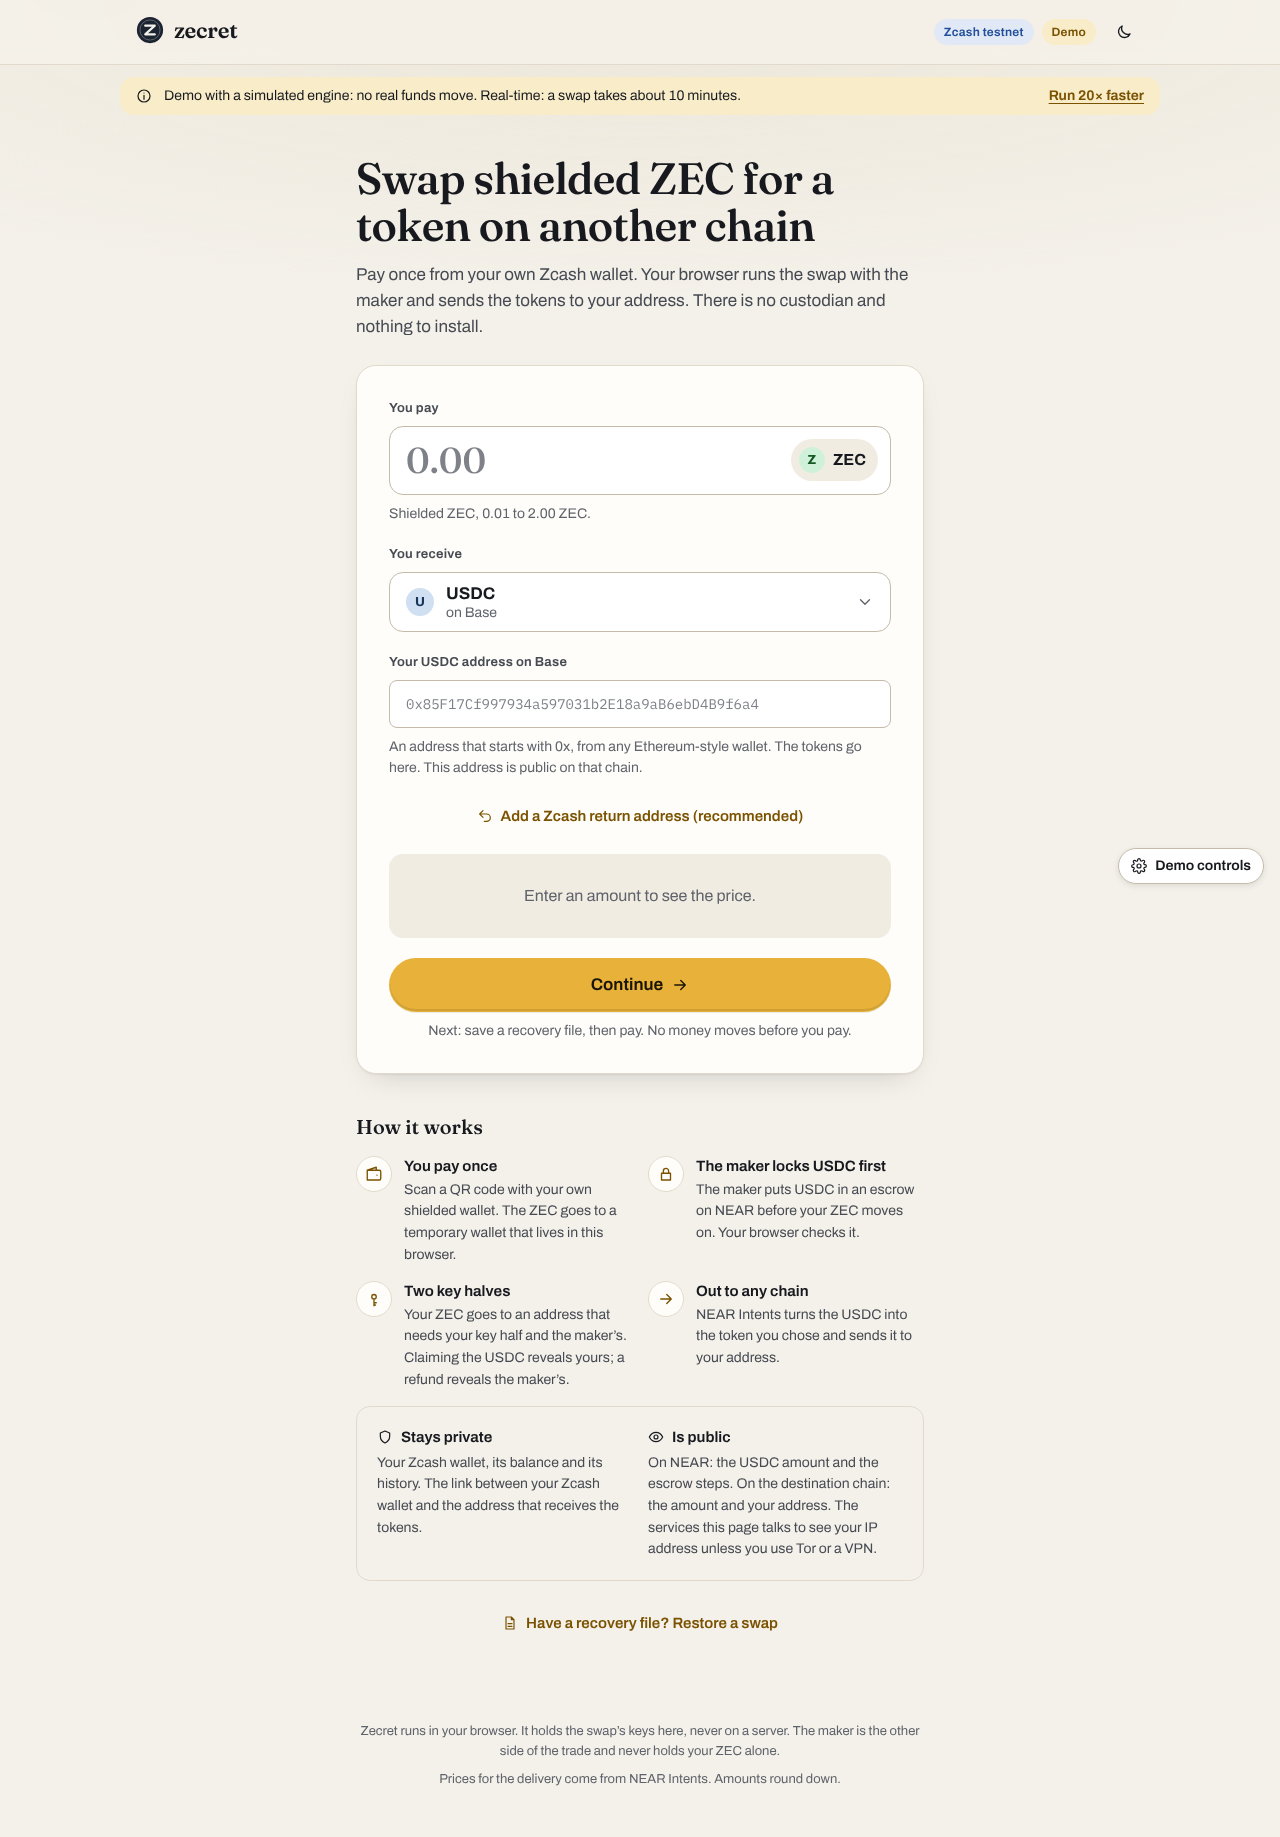 zecret
Zcash testnet
Demo
Demo with a simulated engine: no real funds move. Real-time: a swap takes about 10 minutes.
Run 20× faster
Swap shielded ZEC for a
token on another chain
Pay once from your own Zcash wallet. Your browser runs the swap with the
maker and sends the tokens to your address. There is no custodian and
nothing to install.
You pay
0.00
Z
ZEC
Shielded ZEC, 0.01 to 2.00 ZEC.
You receive
U
USDC
on Base
Your USDC address on Base
0x85F17Cf997934a597031b2E18a9aB6ebD4B9f6a4
An address that starts with 0x, from any Ethereum-style wallet. The tokens go
here. This address is public on that chain.
Add a Zcash return address (recommended)
Enter an amount to see the price.
Demo controls
Continue
Next: save a recovery file, then pay. No money moves before you pay.
How it works
You pay once
Scan a QR code with your own
shielded wallet. The ZEC goes to a
temporary wallet that lives in this
browser.
The maker locks USDC first
The maker puts USDC in an escrow
on NEAR before your ZEC moves
on. Your browser checks it.
Two key halves
Your ZEC goes to an address that
needs your key half and the maker’s.
Claiming the USDC reveals yours; a
refund reveals the maker’s.
Out to any chain
NEAR Intents turns the USDC into
the token you chose and sends it to
your address.
Stays private
Your Zcash wallet, its balance and its
history. The link between your Zcash
wallet and the address that receives the
tokens.
Is public
On NEAR: the USDC amount and the
escrow steps. On the destination chain:
the amount and your address. The
services this page talks to see your IP
address unless you use Tor or a VPN.
Have a recovery file? Restore a swap
Zecret runs in your browser. It holds the swap’s keys here, never on a server. The maker is the other
side of the trade and never holds your ZEC alone.
Prices for the delivery come from NEAR Intents. Amounts round down.